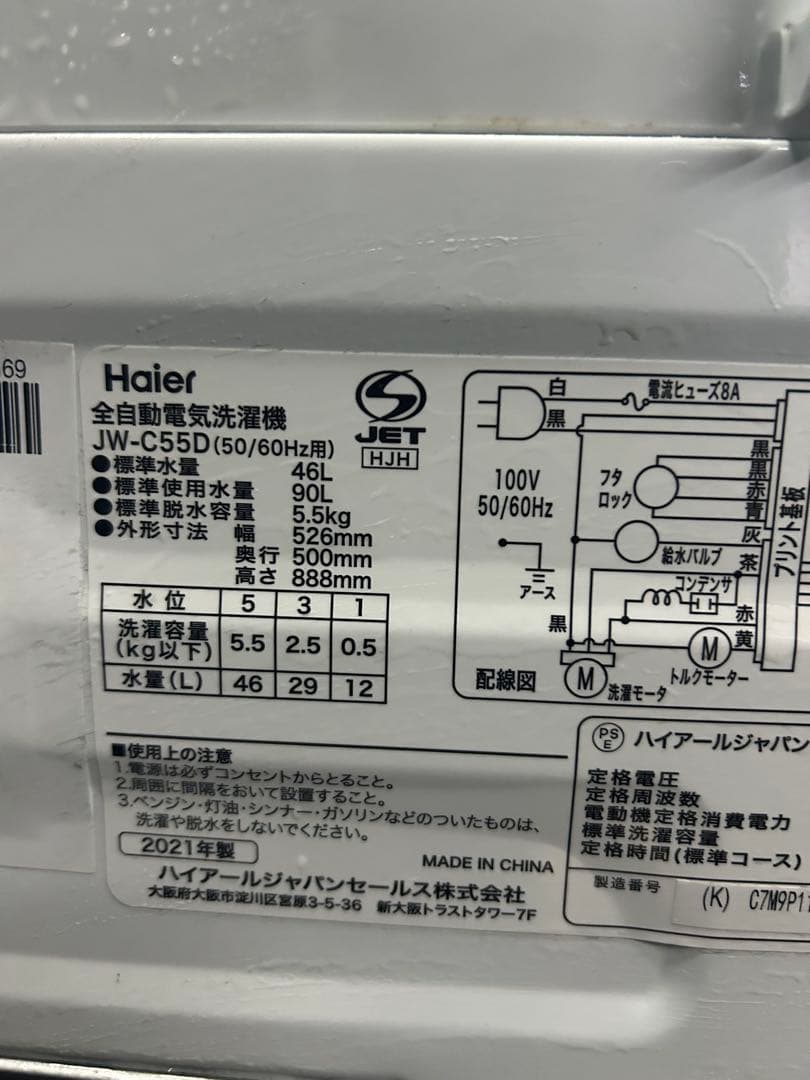 69
Haier
全自動電気洗濯機
JW-C55D(50/60Hz用)
JET
HJH
●標準水量 46L
●標準使用水量 90L
●標準脱水容量 5.5kg
●外形寸法 幅 526mm
奥行 500mm
高さ 888mm
水位 5 3 1
洗濯容量(kg以下) 5.5 2.5 0.5
水量(L) 46 29 12
白
電流ヒューズ8A
黒
100V
50/60Hz
フタ
ロック
黒
黒
赤
青
灰
給水バルブ
茶
アース
コンデンサ
赤
黒
黄
プリント基板
M
M
トルクモーター
洗濯モータ
配線図
■使用上の注意
1.電源は必ずコンセントからとること。
2.周囲に間隔をおいて設置すること。
3.ベンジン・灯油・シンナー・ガソリンなどのついたものは、
洗濯や脱水をしないでください。
2021年製
MADE IN CHINA
ハイアールジャパンセールス株式会社
大阪府大阪市淀川区宮原3-5-36 新大阪トラストタワー7F
PS
E
ハイアールジャパン
定格電圧
定格周波数
電動機定格消費電力
標準洗濯容量
定格時間(標準コース)
製造番号
(K) C7M9P11